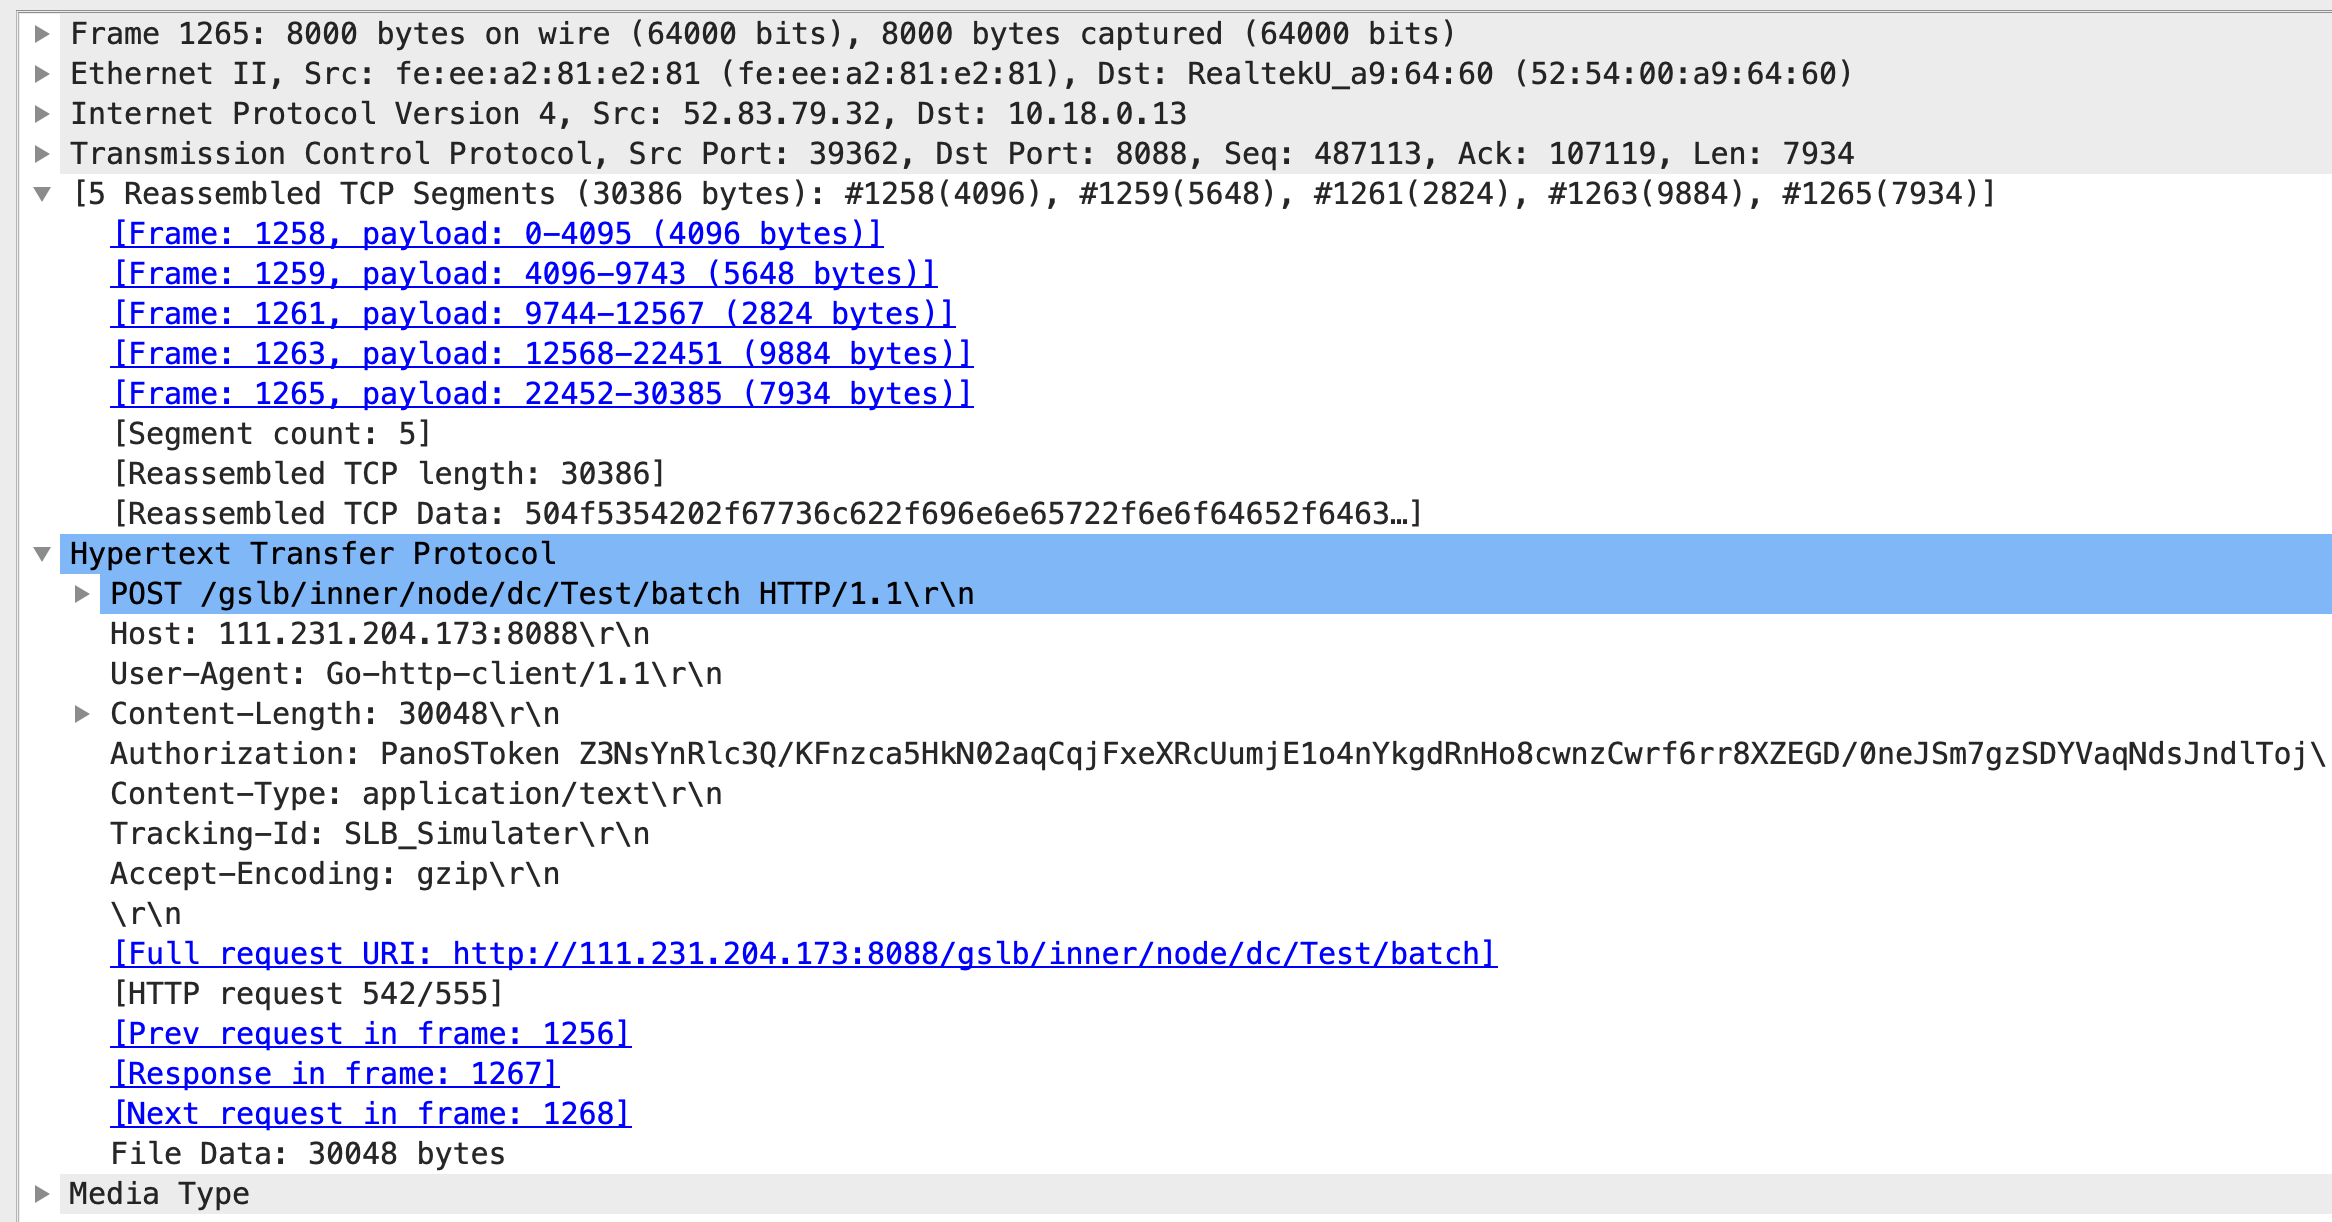 Frame 1265: 8000 bytes on wire (64000 bits), 8000 bytes captured (64000 bits)
Ethernet II, Src: fe:ee:a2:81:e2:81 (fe:ee:a2:81:e2:81), Dst: RealtekU_a9:64:60 (52:54:00:a9:64:60)
Internet Protocol Version 4, Src: 52.83.79.32, Dst: 10.18.0.13
Transmission Control Protocol, Src Port: 39362, Dst Port: 8088, Seq: 487113, Ack: 107119, Len: 7934
[5 Reassembled TCP Segments (30386 bytes): #1258(4096), #1259(5648), #1261(2824), #1263(9884), #1265(7934)]
[Frame: 1258, payload: 0-4095 (4096 bytes)]
[Frame: 1259, payload: 4096-9743 (5648 bytes)]
[Frame: 1261, payload: 9744-12567 (2824 bytes)]
[Frame: 1263, payload: 12568-22451 (9884 bytes)]
[Frame: 1265, payload: 22452-30385 (7934 bytes)]
[Segment count: 5]
[Reassembled TCP length: 30386]
[Reassembled TCP Data: 504f5354202f67736c622f696e6e65722f6e6f64652f6463…]
Hypertext Transfer Protocol
POST /gslb/inner/node/dc/Test/batch HTTP/1.1\r\n
Host: 111.231.204.173:8088\r\n
User-Agent: Go-http-client/1.1\r\n
Content-Length: 30048\r\n
Authorization: PanoSToken Z3NsYnRlc3Q/KFnzca5HkN02aqCqjFxeXRcUumjE1o4nYkgdRnHo8cwnzCwrf6rr8XZEGD/0neJSm7gzSDYVaqNdsJndlToj\
Content-Type: application/text\r\n
Tracking-Id: SLB_Simulater\r\n
Accept-Encoding: gzip\r\n
\r\n
[Full request URI: http://111.231.204.173:8088/gslb/inner/node/dc/Test/batch]
[HTTP request 542/555]
[Prev request in frame: 1256]
[Response in frame: 1267]
[Next request in frame: 1268]
File Data: 30048 bytes
Media Type